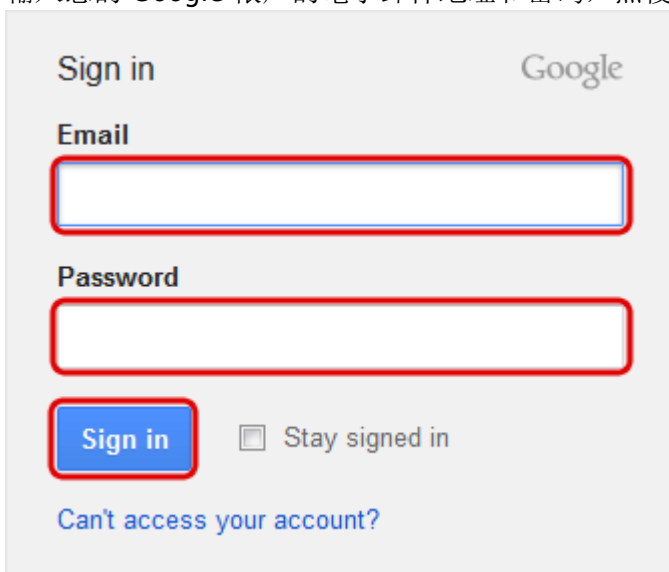 Sign in
Google
Email
Password
Sign in
Stay signed in
Can't access your account?